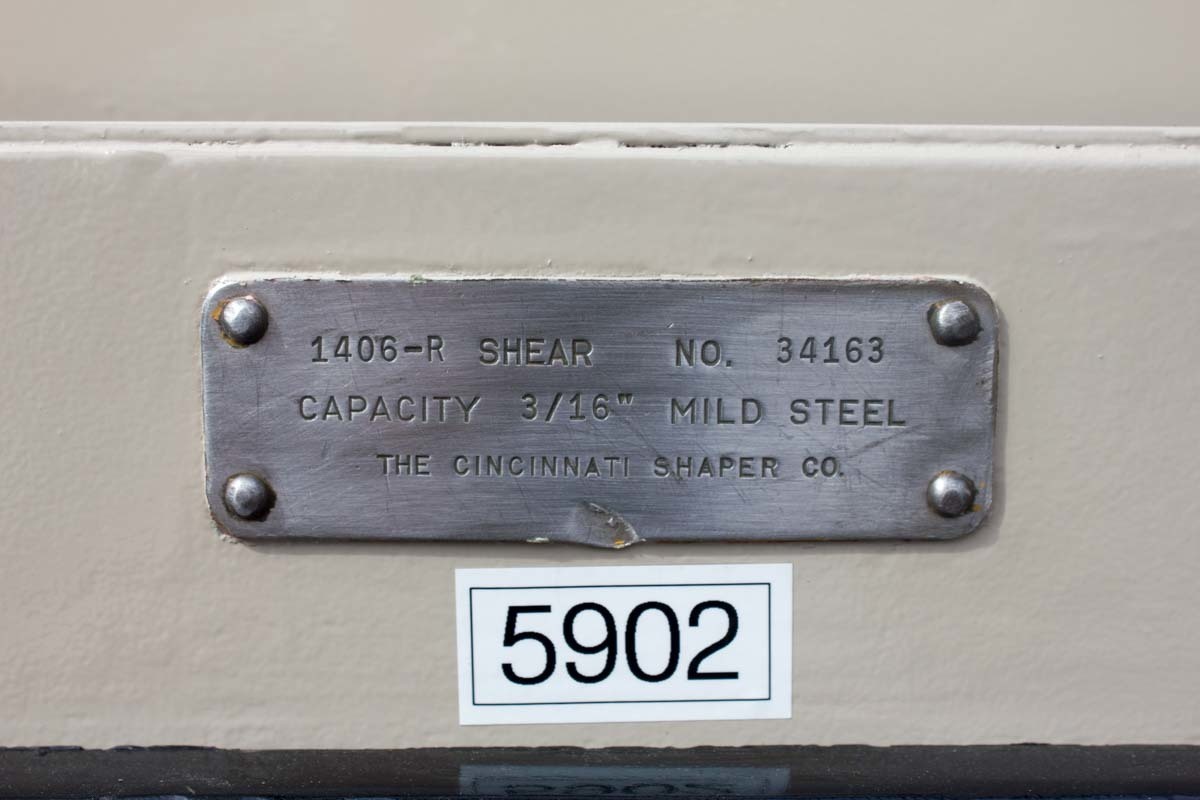 1406-R SHEAR NO. 34163
CAPACITY 3/16" MILD STEEL
THE CINCINNATI SHAPER CO.
5902